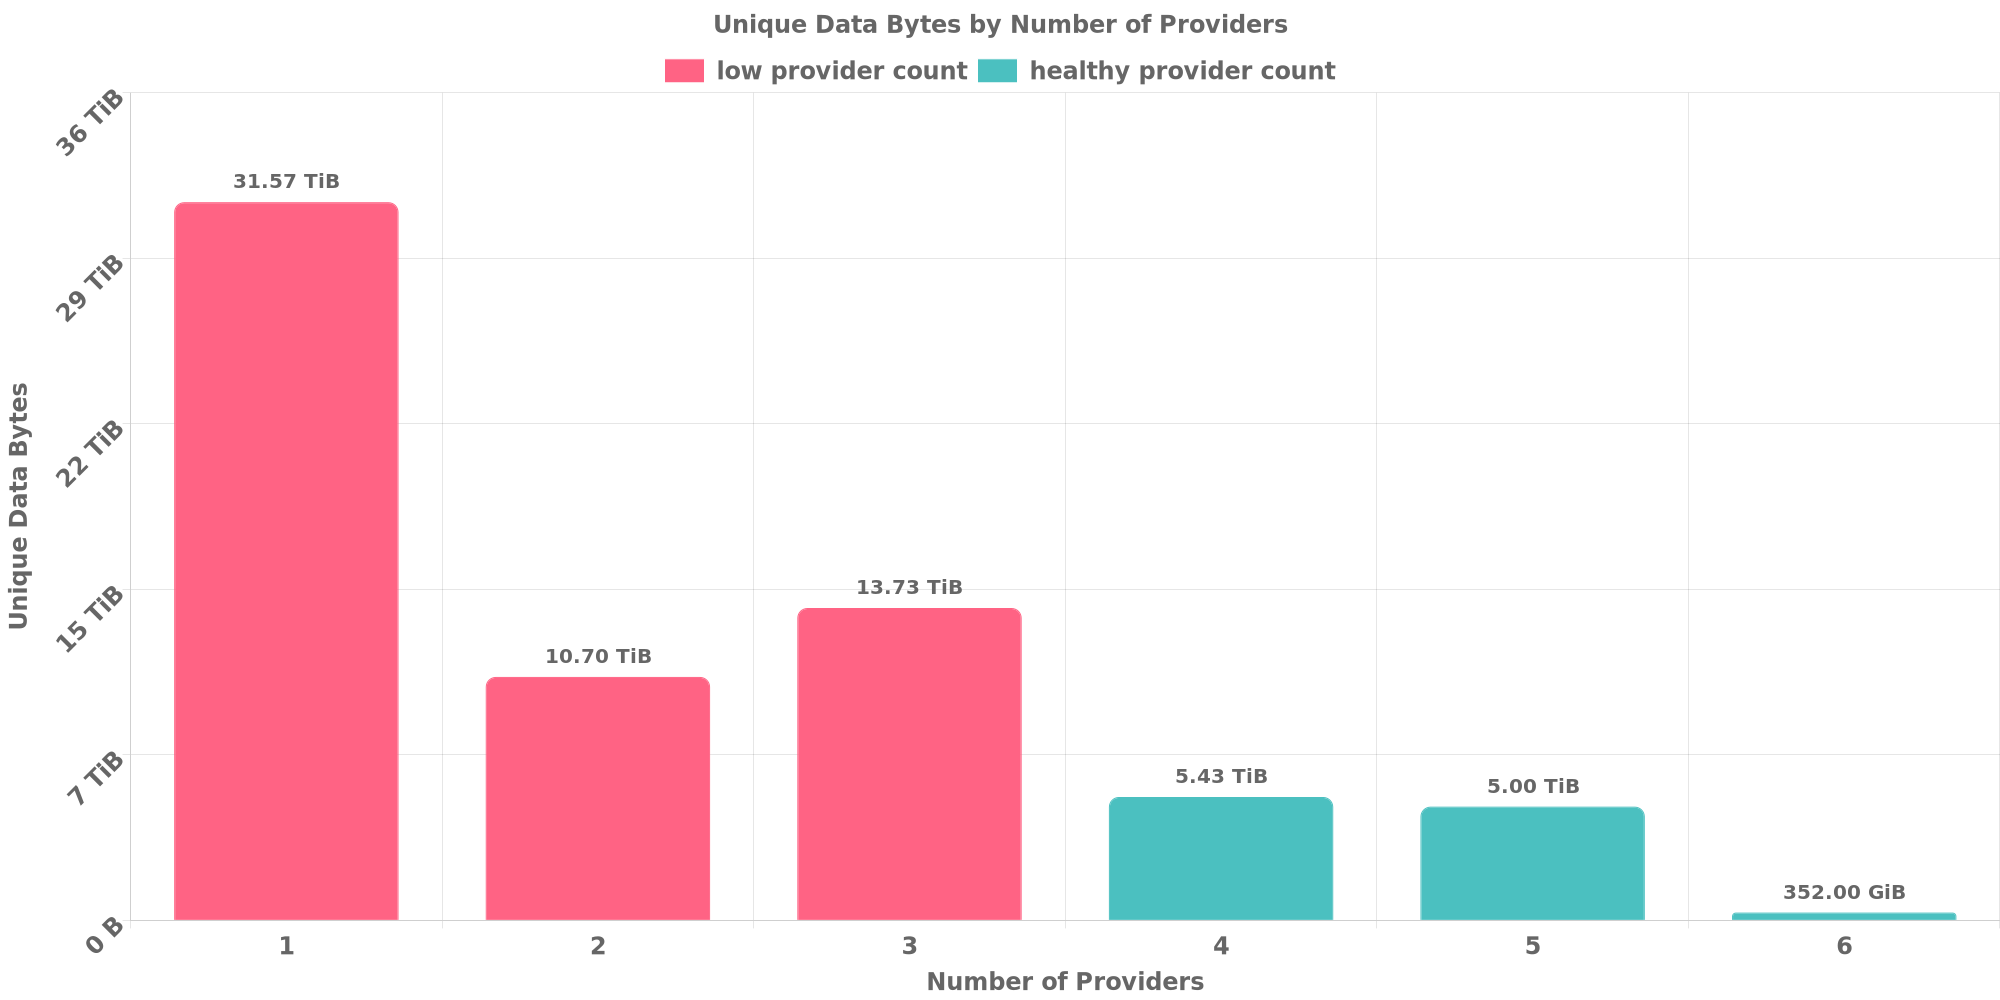 Unique Data Bytes by Number of Providers
low provider count
healthy provider count
36 TiB
29 TiB
22 TiB
15 TiB
7 TiB
0 B
Unique Data Bytes
31.57 TiB
10.70 TiB
13.73 TiB
5.43 TiB
5.00 TiB
352.00 GiB
1
2
3
4
5
6
Number of Providers